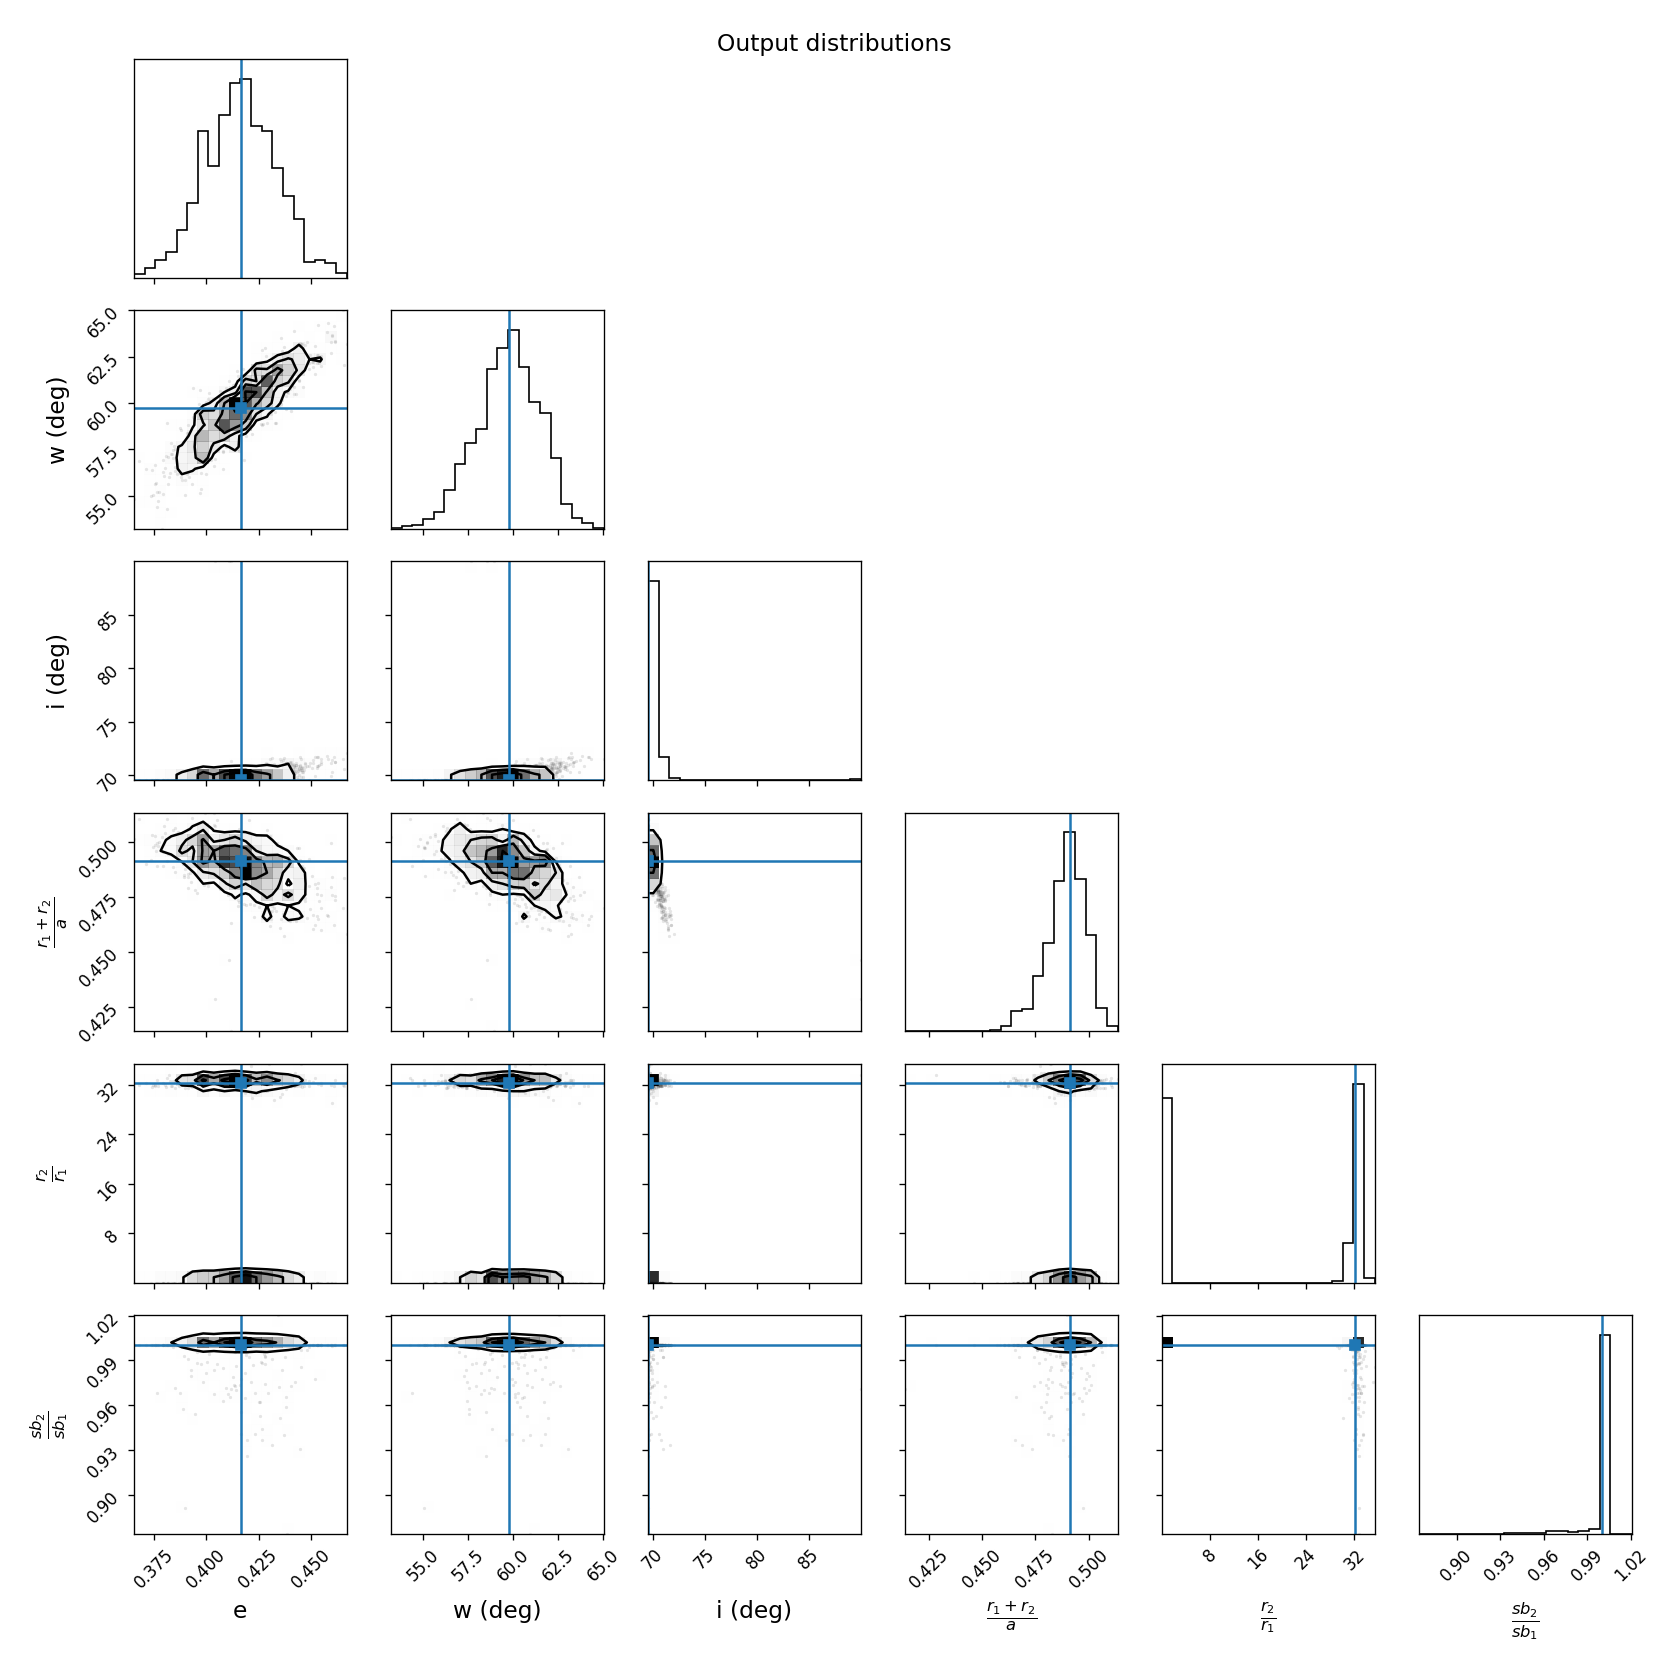 Output distributions
w (deg)
65.0
62.5
60.0
57.5
55.0
i (deg)
85
80
75
70
r₁ + r₂
a
0.500
0.475
0.450
0.425
r₂
r₁
32
24
16
8
sb₂
sb₁
1.02
0.99
0.96
0.93
0.90
0.375 0.400 0.425 0.450
55.0 57.5 60.0 62.5 65.0
70 75 80 85
0.425 0.450 0.475 0.500
8 16 24 32
0.90 0.93 0.96 0.99 1.02
e
w (deg)
i (deg)
r₁ + r₂
a
r₂
r₁
sb₂
sb₁